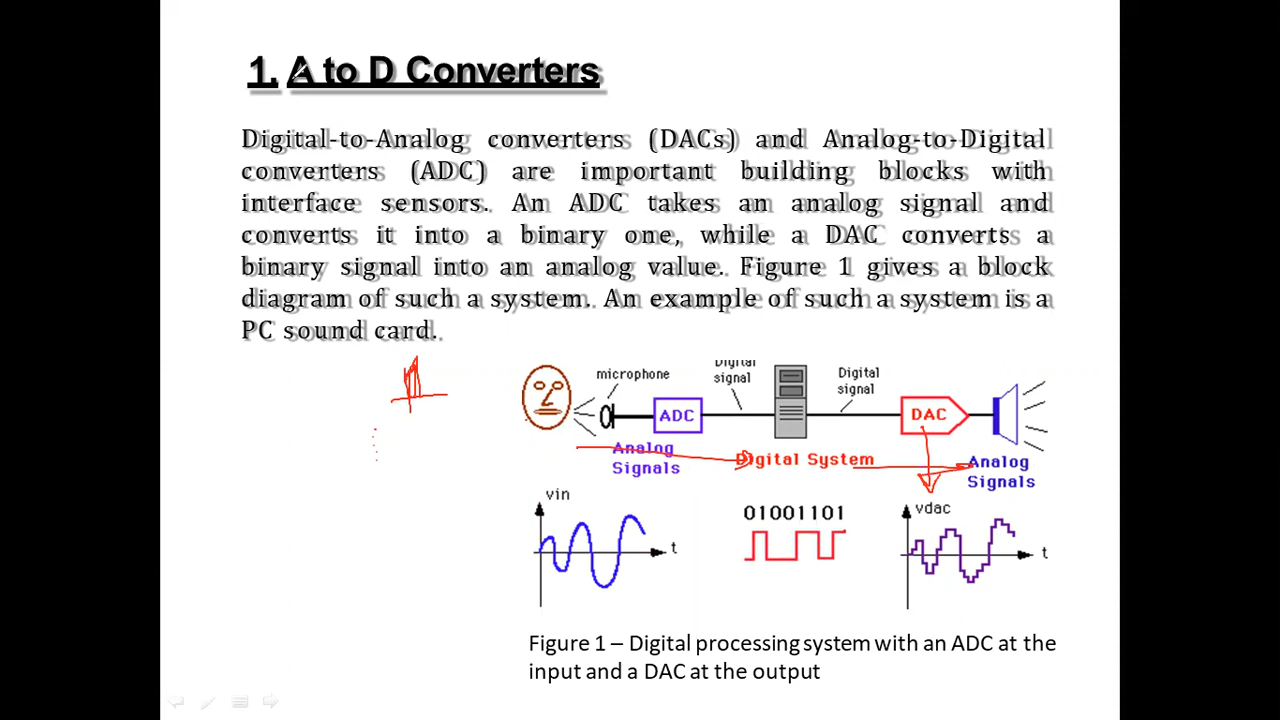 1. A to D Converters
Digital-to-Analog converters (DACs) and Analog-to-Digital
converters (ADC) are important building blocks with
interface sensors. An ADC takes an analog signal and
converts it into a binary one, while a DAC converts a
binary signal into an analog value. Figure 1 gives a block
diagram of such a system. An example of such a system is a
PC sound card.
microphone
Digital
signal
Digital
signal
ADC
DAC
Analog
Signals
Digital System
Analog
Signals
vin
t
01001101
vdac
t
Figure 1 – Digital processing system with an ADC at the
input and a DAC at the output